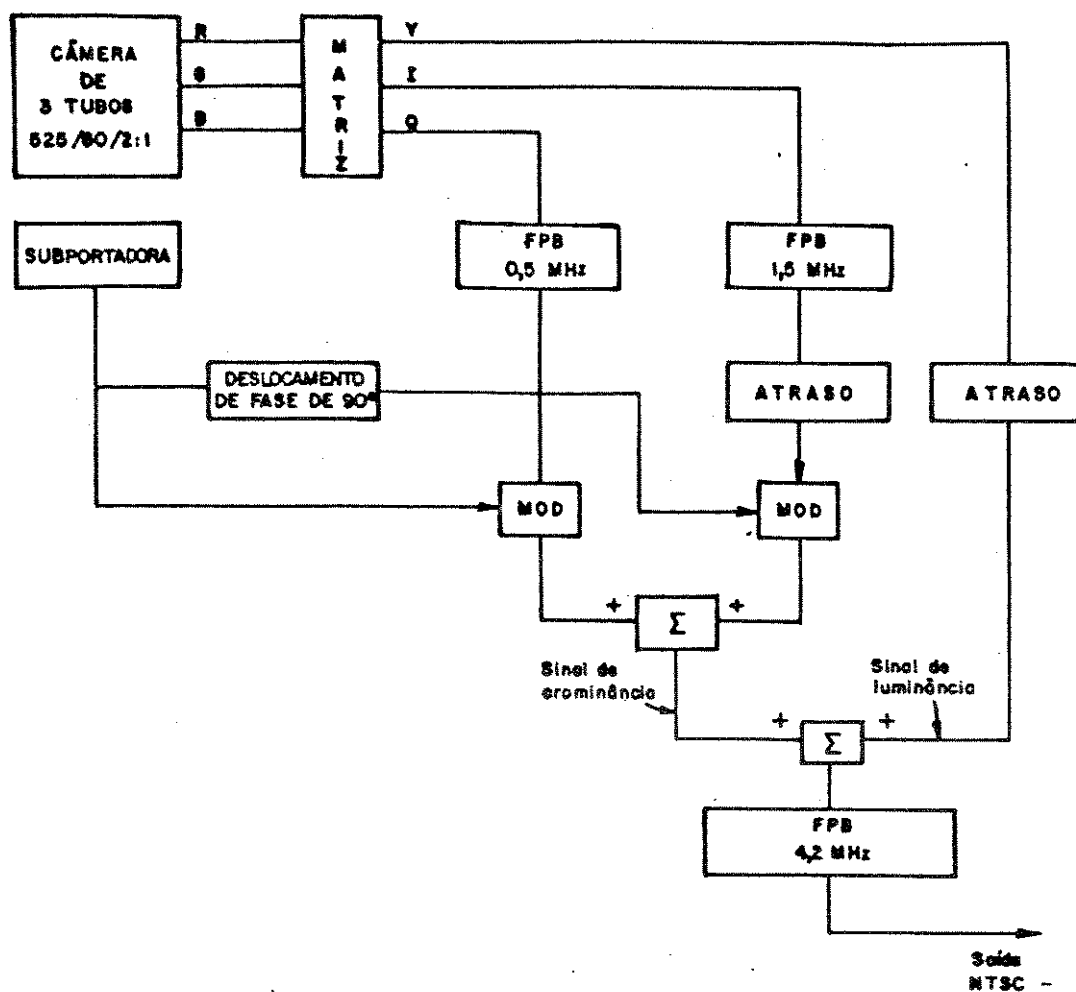 CÂMERA
DE
3 TUBOS
525/60/2:1
R
G
B
MATRIZ
Y
I
Q
SUBPORTADORA
FPB
0,5 MHz
FPB
1,5 MHz
DESLOCAMENTO
DE FASE DE 90°
ATRASO
ATRASO
MOD
MOD
+
Σ
+
Sinal de
crominância
Sinal de
luminância
+
Σ
+
FPB
4,2 MHz
Saída
NTSC -